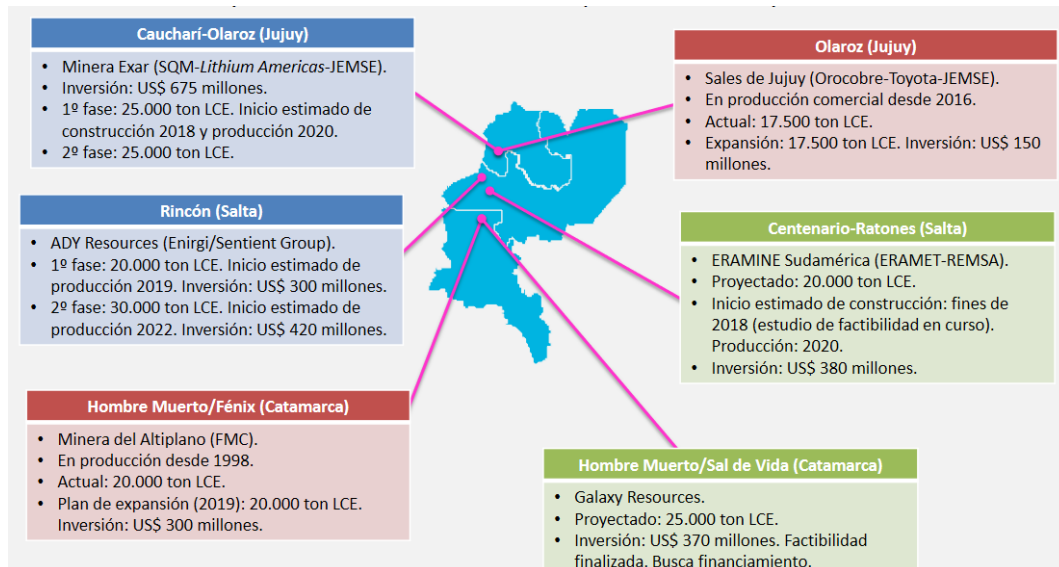 Caucharí-Olaroz (Jujuy)
• Minera Exar (SQM-Lithium Americas-JEMSE).
• Inversión: US$ 675 millones.
• 1º fase: 25.000 ton LCE. Inicio estimado de
construcción 2018 y producción 2020.
• 2º fase: 25.000 ton LCE.
Olaroz (Jujuy)
• Sales de Jujuy (Orocobre-Toyota-JEMSE).
• En producción comercial desde 2016.
• Actual: 17.500 ton LCE.
• Expansión: 17.500 ton LCE. Inversión: US$ 150
millones.
Rincón (Salta)
• ADY Resources (Enirgi/Sentient Group).
• 1º fase: 20.000 ton LCE. Inicio estimado de
producción 2019. Inversión: US$ 300 millones.
• 2º fase: 30.000 ton LCE. Inicio estimado de
producción 2022. Inversión: US$ 420 millones.
Centenario-Ratones (Salta)
• ERAMINE Sudamérica (ERAMET-REMSA).
• Proyectado: 20.000 ton LCE.
• Inicio estimado de construcción: fines de
2018 (estudio de factibilidad en curso).
Producción: 2020.
• Inversión: US$ 380 millones.
Hombre Muerto/Fénix (Catamarca)
• Minera del Altiplano (FMC).
• En producción desde 1998.
• Actual: 20.000 ton LCE.
• Plan de expansión (2019): 20.000 ton LCE.
Inversión: US$ 300 millones.
Hombre Muerto/Sal de Vida (Catamarca)
• Galaxy Resources.
• Proyectado: 25.000 ton LCE.
• Inversión: US$ 370 millones. Factibilidad
finalizada. Busca financiamiento.